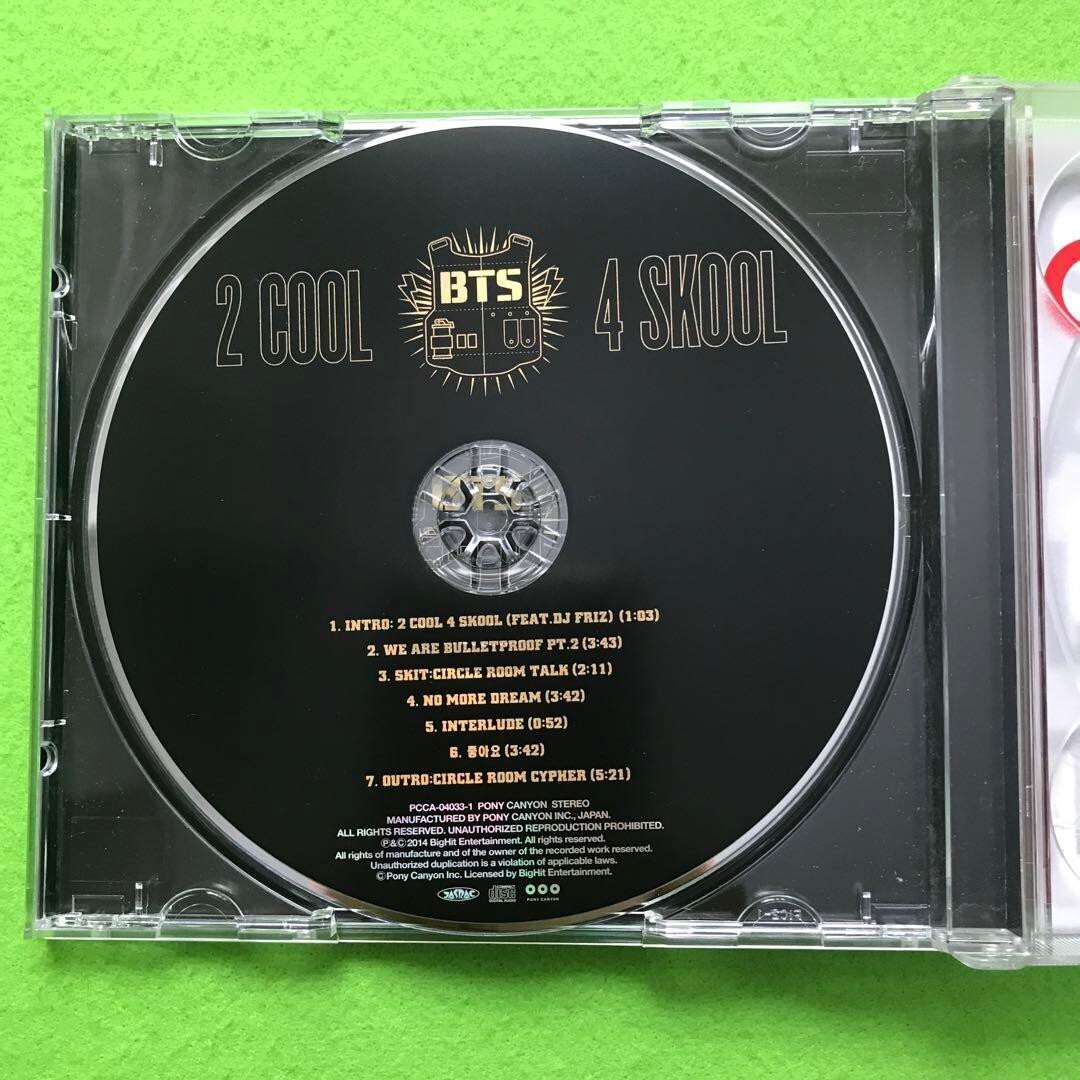 2 COOL BTS 4 SKOOL
1. INTRO: 2 COOL 4 SKOOL (FEAT.DJ FRIZ) (1:03)
2. WE ARE BULLETPROOF PT.2 (3:43)
3. SKIT:CIRCLE ROOM TALK (2:11)
4. NO MORE DREAM (3:42)
5. INTERLUDE (0:52)
6. 좋아요 (3:42)
7. OUTRO:CIRCLE ROOM CYPHER (5:21)
PCCA-04033-1 PONY CANYON STEREO
MANUFACTURED BY PONY CANYON INC., JAPAN.
ALL RIGHTS RESERVED. UNAUTHORIZED REPRODUCTION PROHIBITED.
℗&© 2014 BigHit Entertainment. All rights reserved.
All rights of manufacture and of the owner of the recorded work reserved.
Unauthorized duplication is a violation of applicable laws.
© Pony Canyon Inc. Licensed by BigHit Entertainment.
JASRAC COMPACT disc DIGITAL AUDIO PONY CANYON